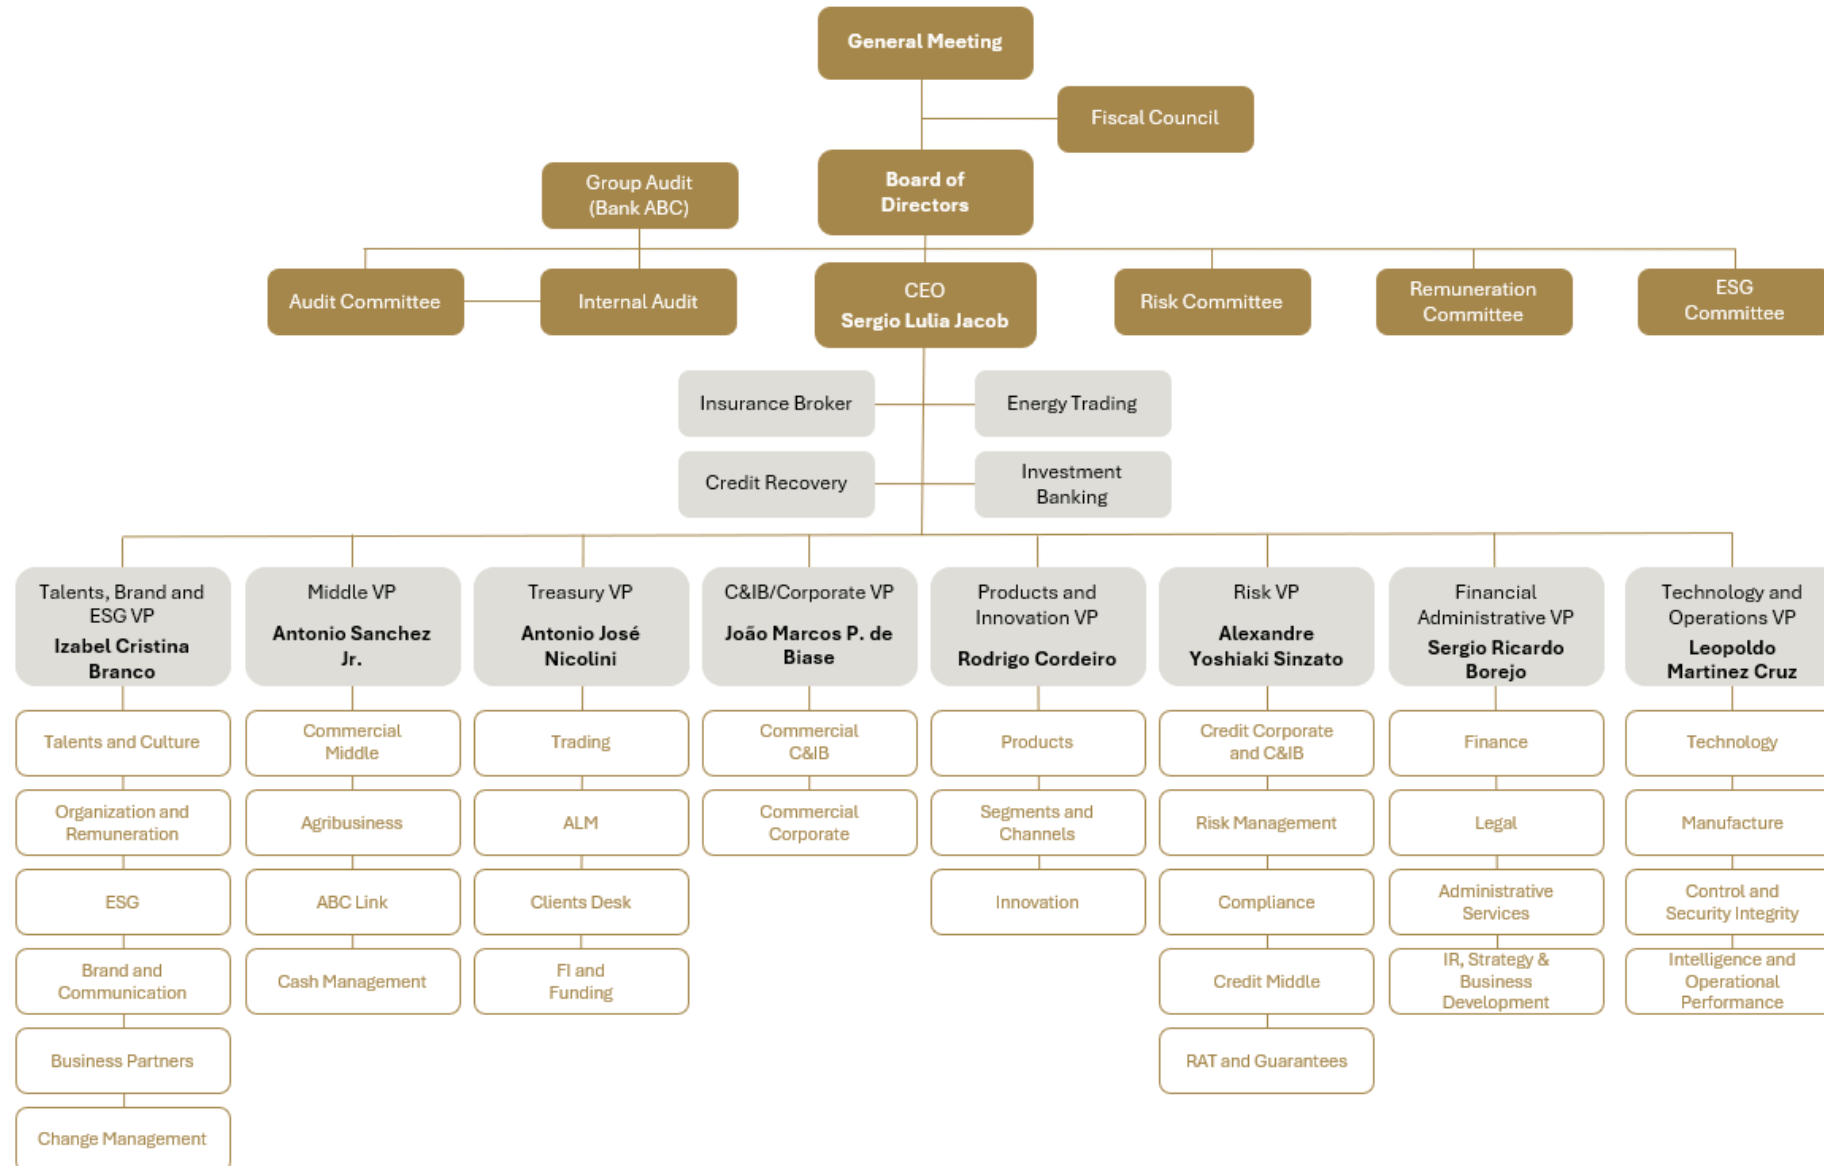 General Meeting
Fiscal Council
Group Audit
(Bank ABC)
Board of
Directors
Audit Committee
Internal Audit
CEO
Sergio Lulia Jacob
Risk Committee
Remuneration
Committee
ESG
Committee
Insurance Broker
Energy Trading
Credit Recovery
Investment
Banking
Talents, Brand and
ESG VP
Izabel Cristina
Branco
Middle VP
Antonio Sanchez
Jr.
Treasury VP
Antonio José
Nicolini
C&IB/Corporate VP
João Marcos P. de
Biase
Products and
Innovation VP
Rodrigo Cordeiro
Risk VP
Alexandre
Yoshiaki Sinzato
Financial
Administrative VP
Sergio Ricardo
Borejo
Technology and
Operations VP
Leopoldo
Martinez Cruz
Talents and Culture
Organization and
Remuneration
ESG
Brand and
Communication
Business Partners
Change Management
Commercial
Middle
Agribusiness
ABC Link
Cash Management
Trading
ALM
Clients Desk
FI and
Funding
Commercial
C&IB
Commercial
Corporate
Products
Segments and
Channels
Innovation
Credit Corporate
and C&IB
Risk Management
Compliance
Credit Middle
RAT and Guarantees
Finance
Legal
Administrative
Services
IR, Strategy &
Business
Development
Technology
Manufacture
Control and
Security Integrity
Intelligence and
Operational
Performance